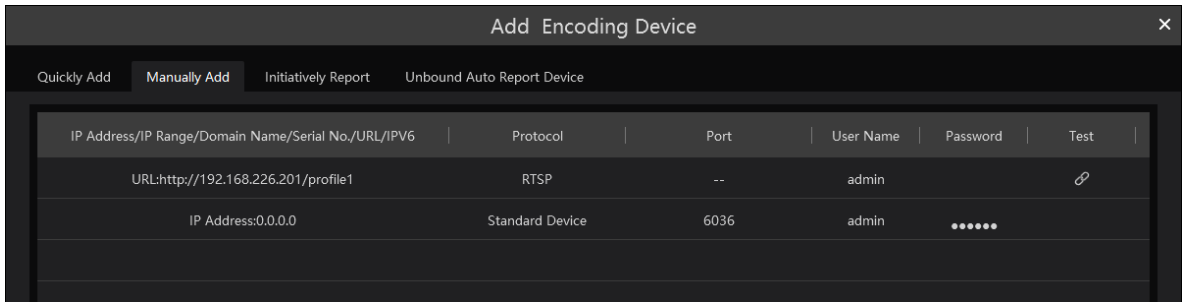 Add Encoding Device ×
Quickly Add Manually Add Initiatively Report Unbound Auto Report Device
IP Address/IP Range/Domain Name/Serial No./URL/IPV6 Protocol Port User Name Password Test
URL:http://192.168.226.201/profile1 RTSP -- admin
IP Address:0.0.0.0 Standard Device 6036 admin ●●●●●●